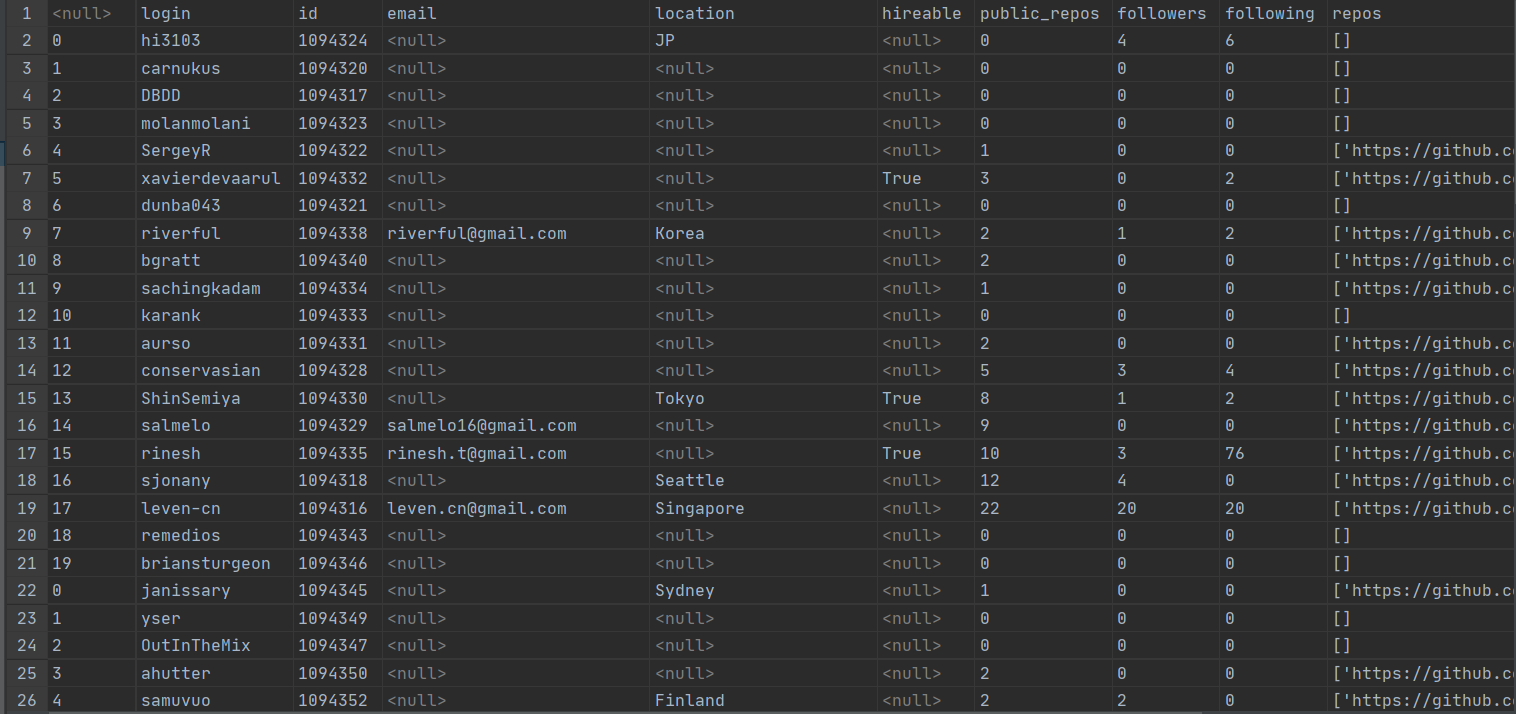 1 <null> login id email location hireable public_repos followers following repos
2 0 hi3103 1094324 <null> JP <null> 0 4 6 []
3 1 carnukus 1094320 <null> <null> <null> 0 0 0 []
4 2 DBDD 1094317 <null> <null> <null> 0 0 0 []
5 3 molanmolani 1094323 <null> <null> <null> 0 0 0 []
6 4 SergeyR 1094322 <null> <null> <null> 1 0 0 ['https://github.c
7 5 xavierdevaarul 1094332 <null> <null> True 3 0 2 ['https://github.c
8 6 dunba043 1094321 <null> <null> <null> 0 0 0 []
9 7 riverful 1094338 riverful@gmail.com Korea <null> 2 1 2 ['https://github.c
10 8 bgratt 1094340 <null> <null> <null> 2 0 0 ['https://github.c
11 9 sachingkadam 1094334 <null> <null> <null> 1 0 0 ['https://github.c
12 10 karank 1094333 <null> <null> <null> 0 0 0 []
13 11 aurso 1094331 <null> <null> <null> 2 0 0 ['https://github.c
14 12 conservasian 1094328 <null> <null> <null> 5 3 4 ['https://github.c
15 13 ShinSemiya 1094330 <null> Tokyo True 8 1 2 ['https://github.c
16 14 salmelo 1094329 salmelo16@gmail.com <null> <null> 9 0 0 ['https://github.c
17 15 rinesh 1094335 rinesh.t@gmail.com <null> True 10 3 76 ['https://github.c
18 16 sjonany 1094318 <null> Seattle <null> 12 4 0 ['https://github.c
19 17 leven-cn 1094316 leven.cn@gmail.com Singapore <null> 22 20 20 ['https://github.c
20 18 remedios 1094343 <null> <null> <null> 0 0 0 []
21 19 briansturgeon 1094346 <null> <null> <null> 0 0 0 []
22 0 janissary 1094345 <null> Sydney <null> 1 0 0 ['https://github.c
23 1 yser 1094349 <null> <null> <null> 0 0 0 []
24 2 OutInTheMix 1094347 <null> <null> <null> 0 0 0 []
25 3 ahutter 1094350 <null> <null> <null> 2 0 0 ['https://github.c
26 4 samuvuo 1094352 <null> Finland <null> 2 2 0 ['https://github.c